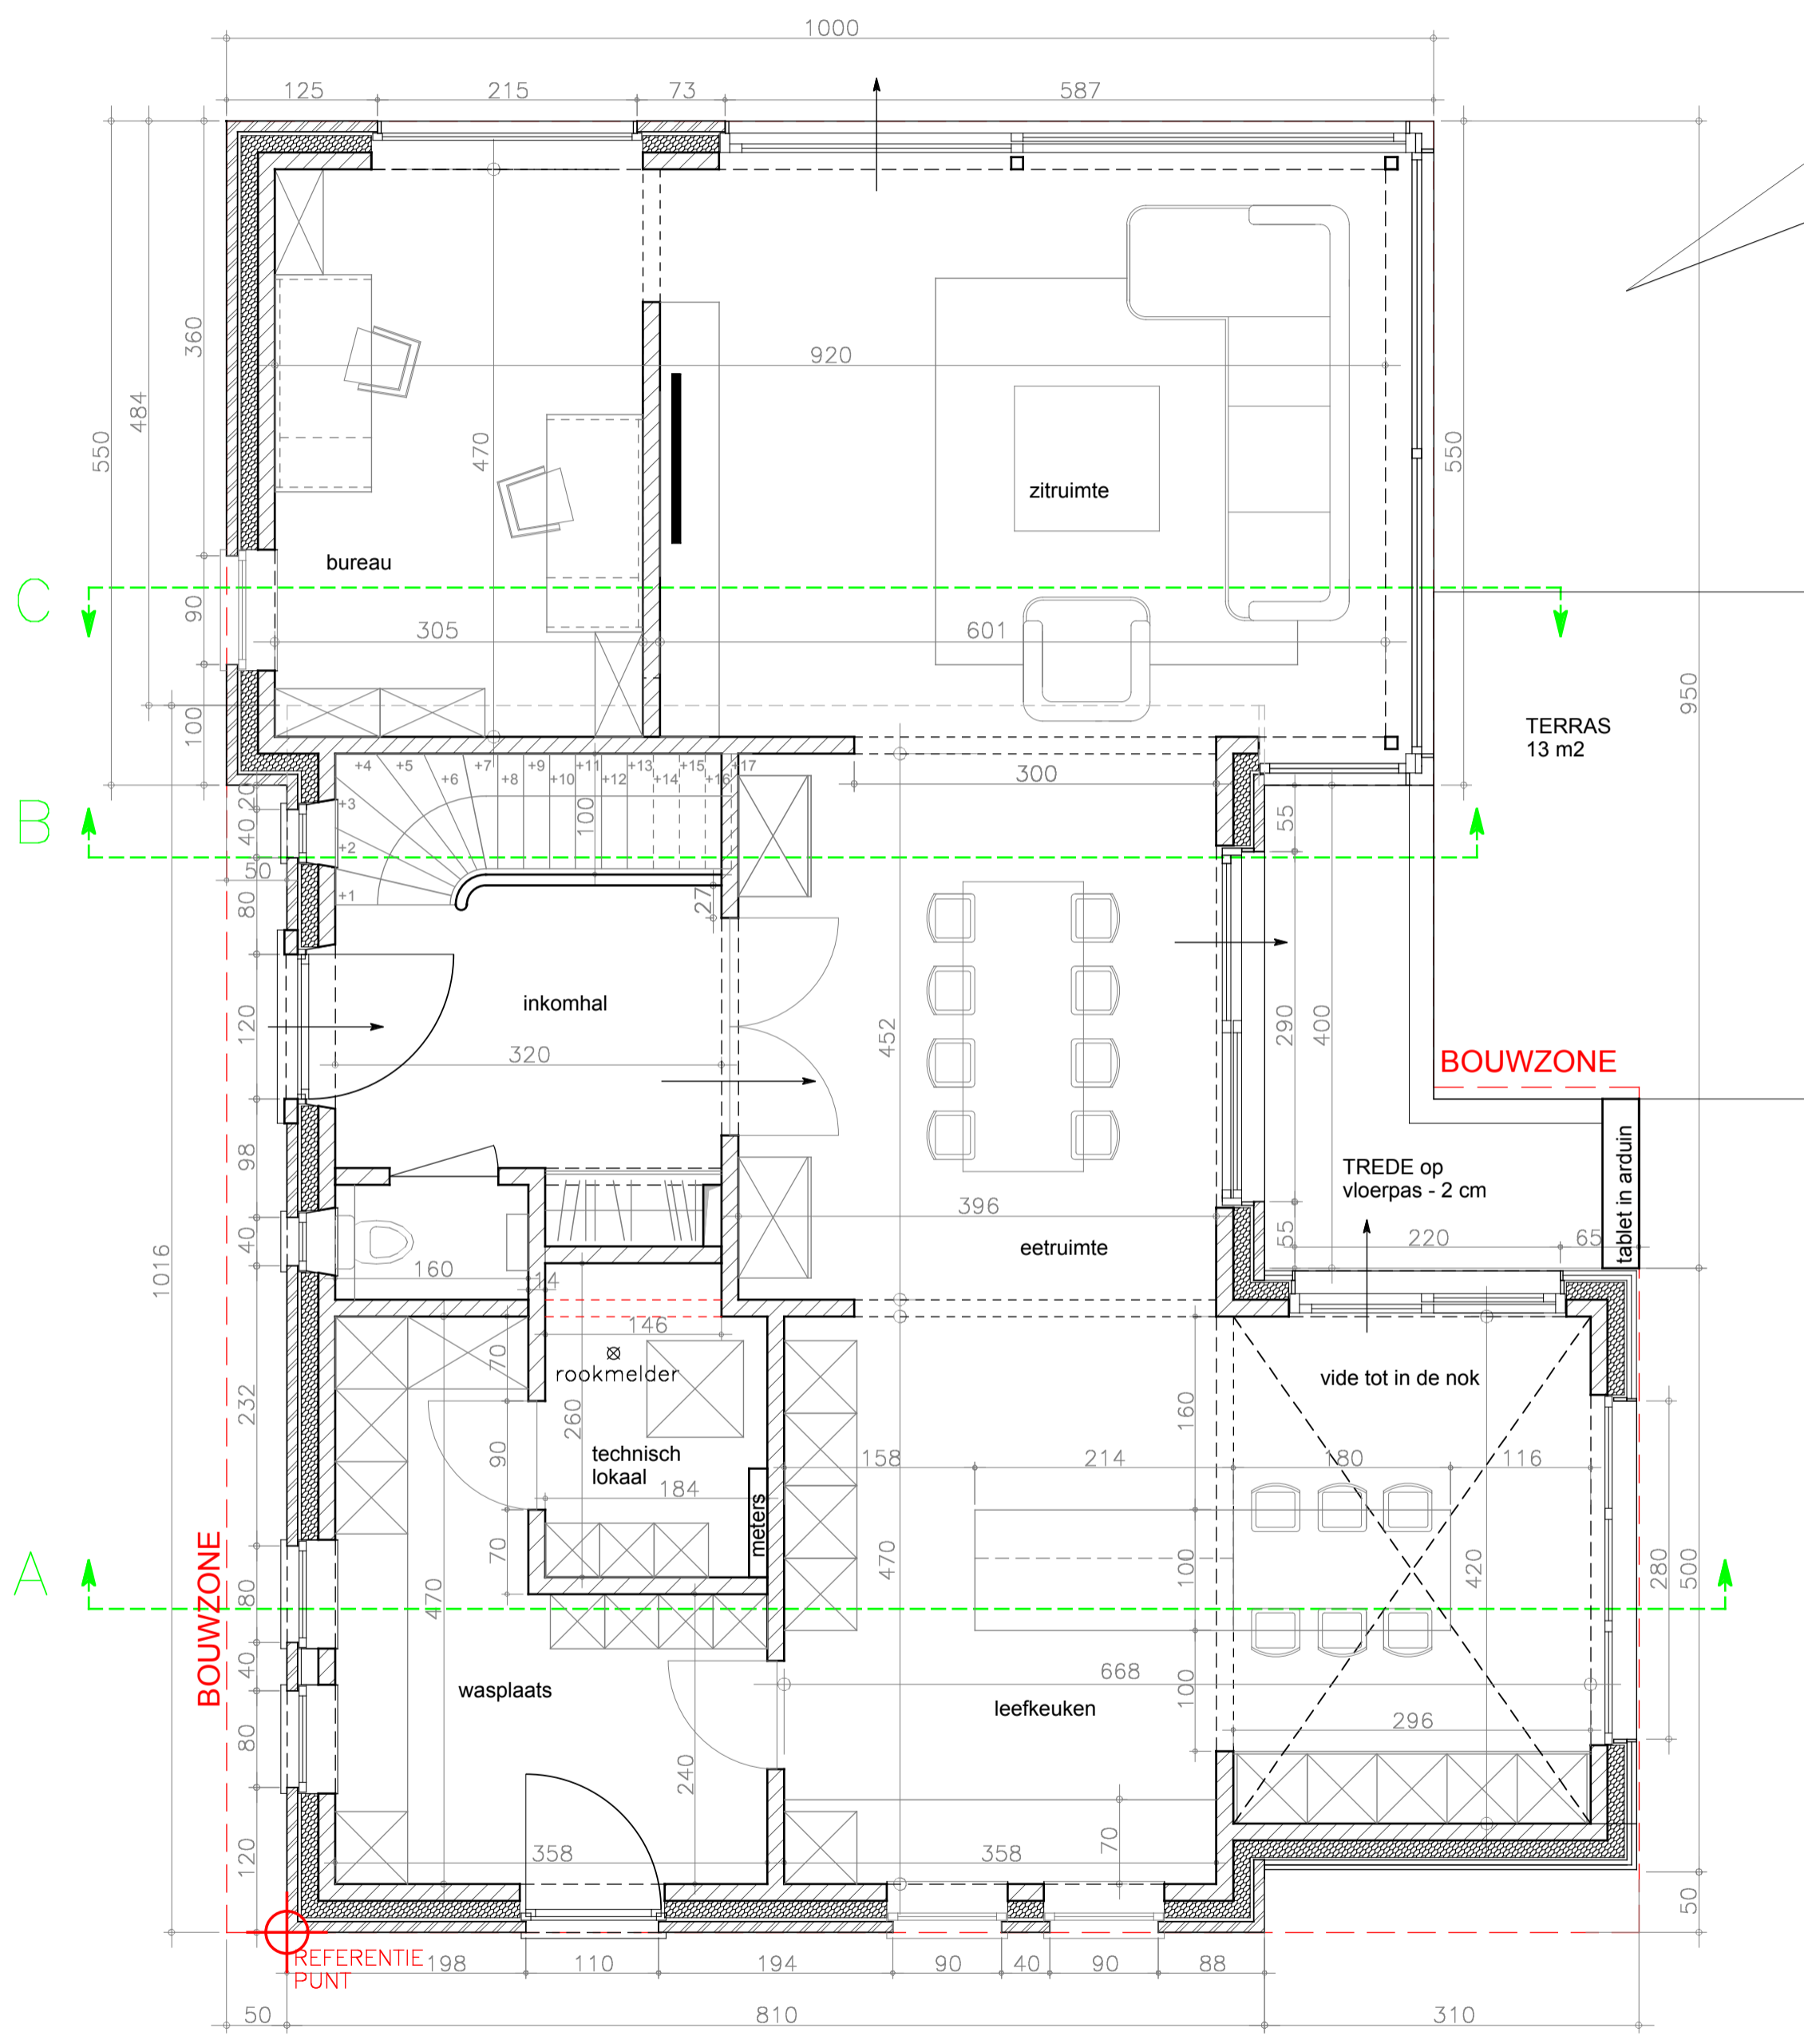 1000
125 215 73 587
360
484
550
920
470
550
zitruimte
bureau
C
90
305
601
950
100
TERRAS
13 m2
+4 +5 +7 +9 +11 +13 +15 +17
+6 +8 +10 +12 +14 +16
300
20
+3
100
55
B
40
+2
50
+1
27
80
inkomhal
120
452
290
400
320
BOUWZONE
98
TREDE op
vloerpas - 2 cm
tablet in arduin
396
55
220
65
40
eetruimte
1016
160
14
146
70
rookmelder
vide tot in de nok
232
260
160
technisch
lokaal
90
158
214
180
116
184
meters
A
70
470
470
100
420
280
500
80
BOUWZONE
40
668
wasplaats
leefkeuken
100
296
80
240
70
120
358
358
50
REFERENTIE
PUNT
198 110 194 90 40 90 88
50 810 310